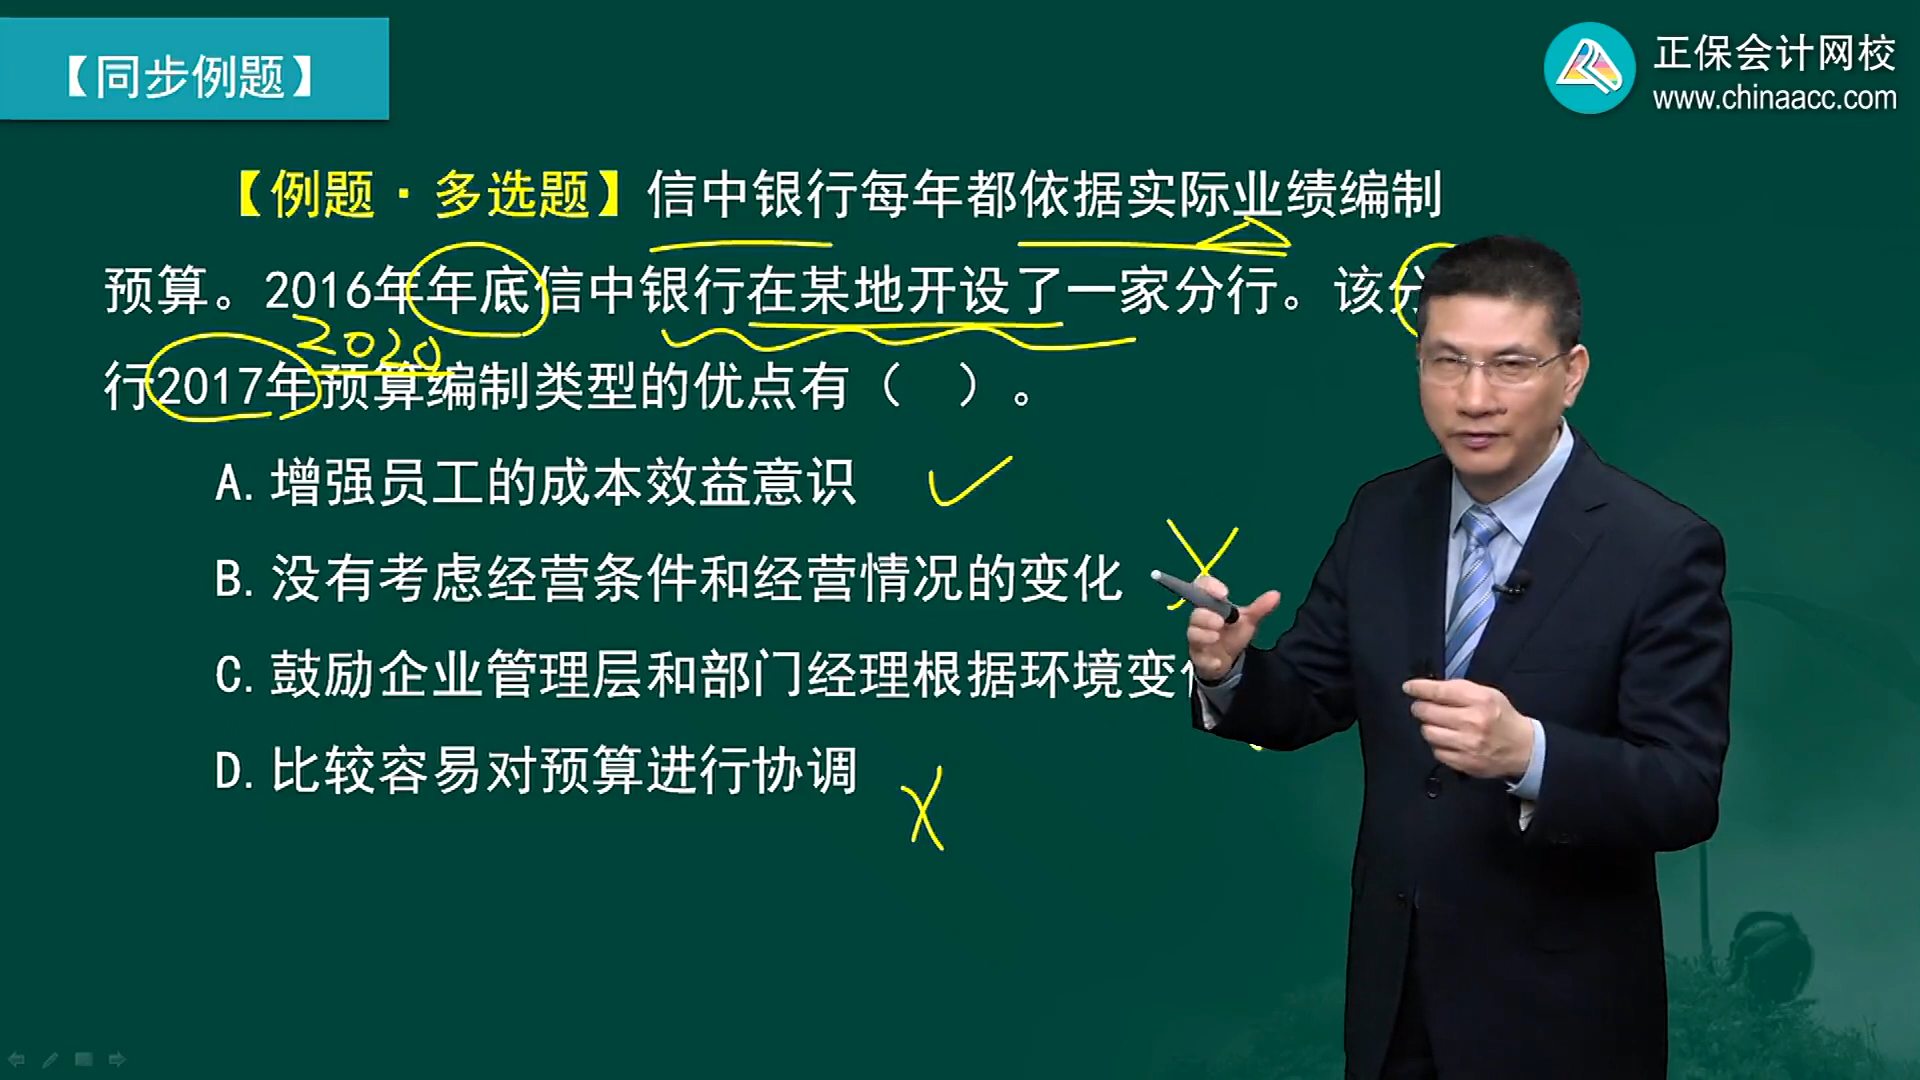 【同步例题】
正保会计网校
www.chinaacc.com
【例题·多选题】信中银行每年都依据实际业绩编制
预算。2016年年底信中银行在某地开设了一家分行。该分
2020
行2017年预算编制类型的优点有（ ）。
A.增强员工的成本效益意识
B.没有考虑经营条件和经营情况的变化
C.鼓励企业管理层和部门经理根据环境变
D.比较容易对预算进行协调